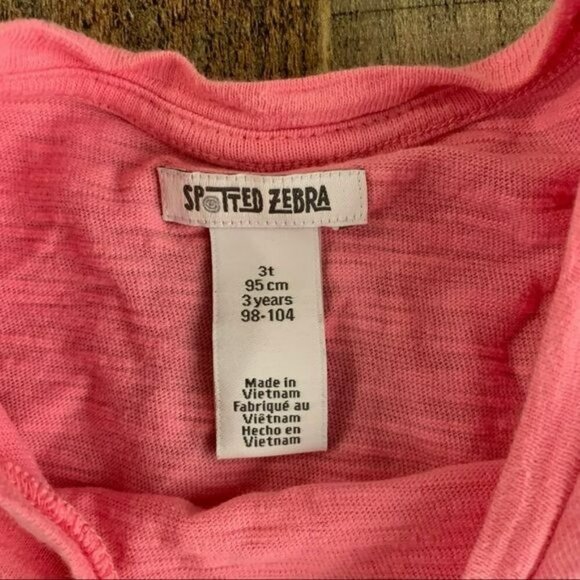 SPOTTED ZEBRA
3t
95 cm
3 years
98-104
Made in
Vietnam
Fabriqué au
Viêtnam
Hecho en
Vietnam